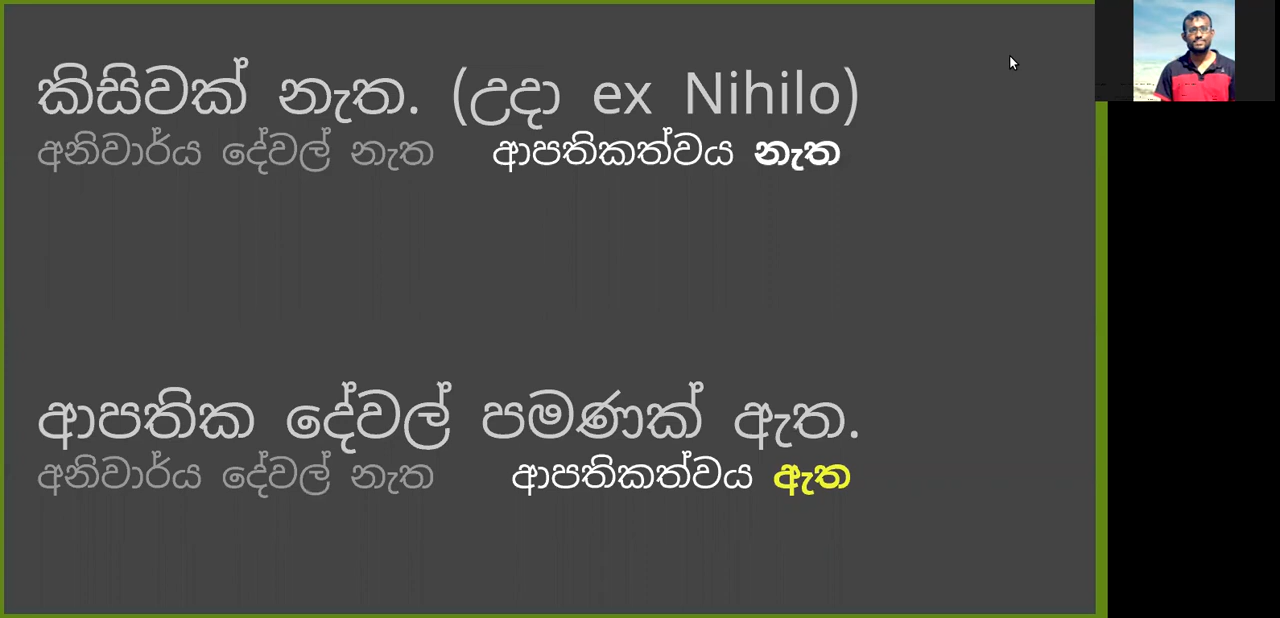 කිසිවක් නැත. (උදා ex Nihilo)
අනිවාර්ය දේවල් නැත ආපතිකත්වය නැත
ආපතික දේවල් පමණක් ඇත.
අනිවාර්ය දේවල් නැත ආපතිකත්වය ඇත